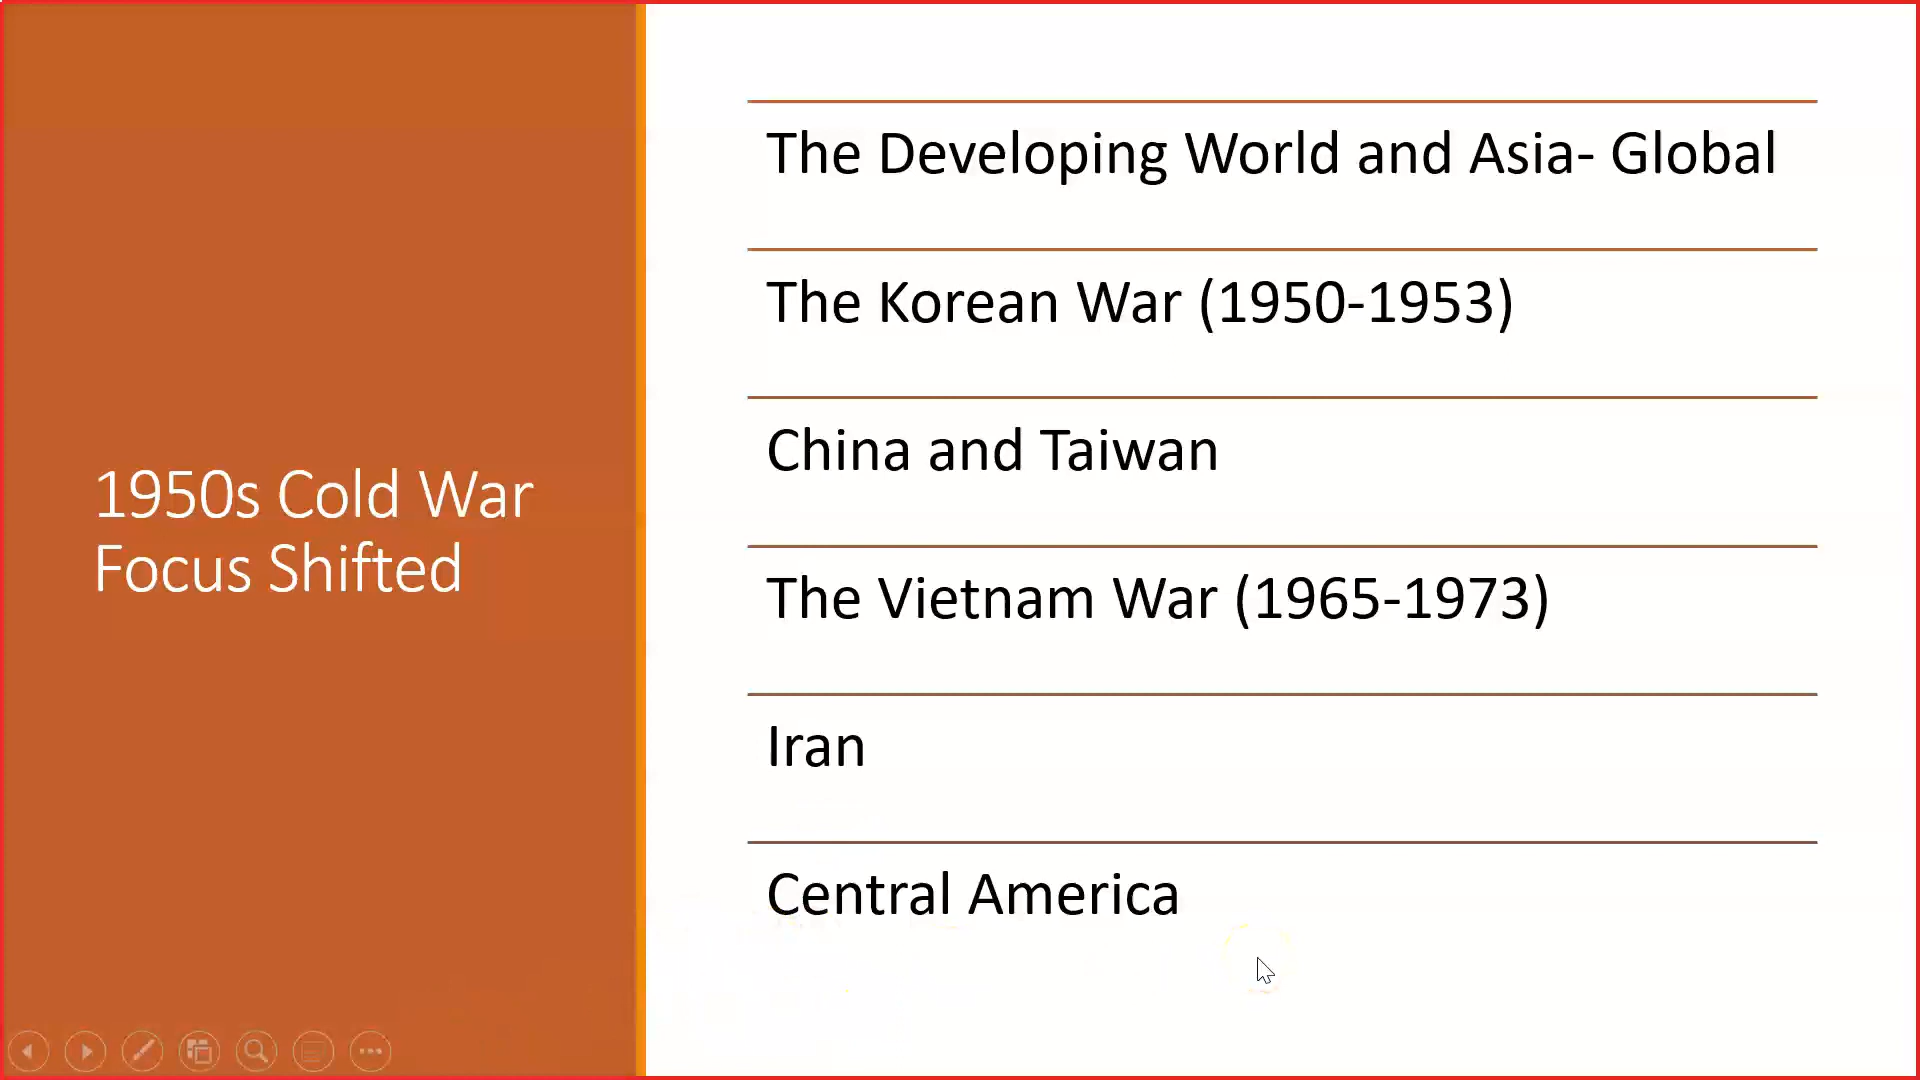 1950s Cold War
Focus Shifted
The Developing World and Asia- Global
The Korean War (1950-1953)
China and Taiwan
The Vietnam War (1965-1973)
Iran
Central America